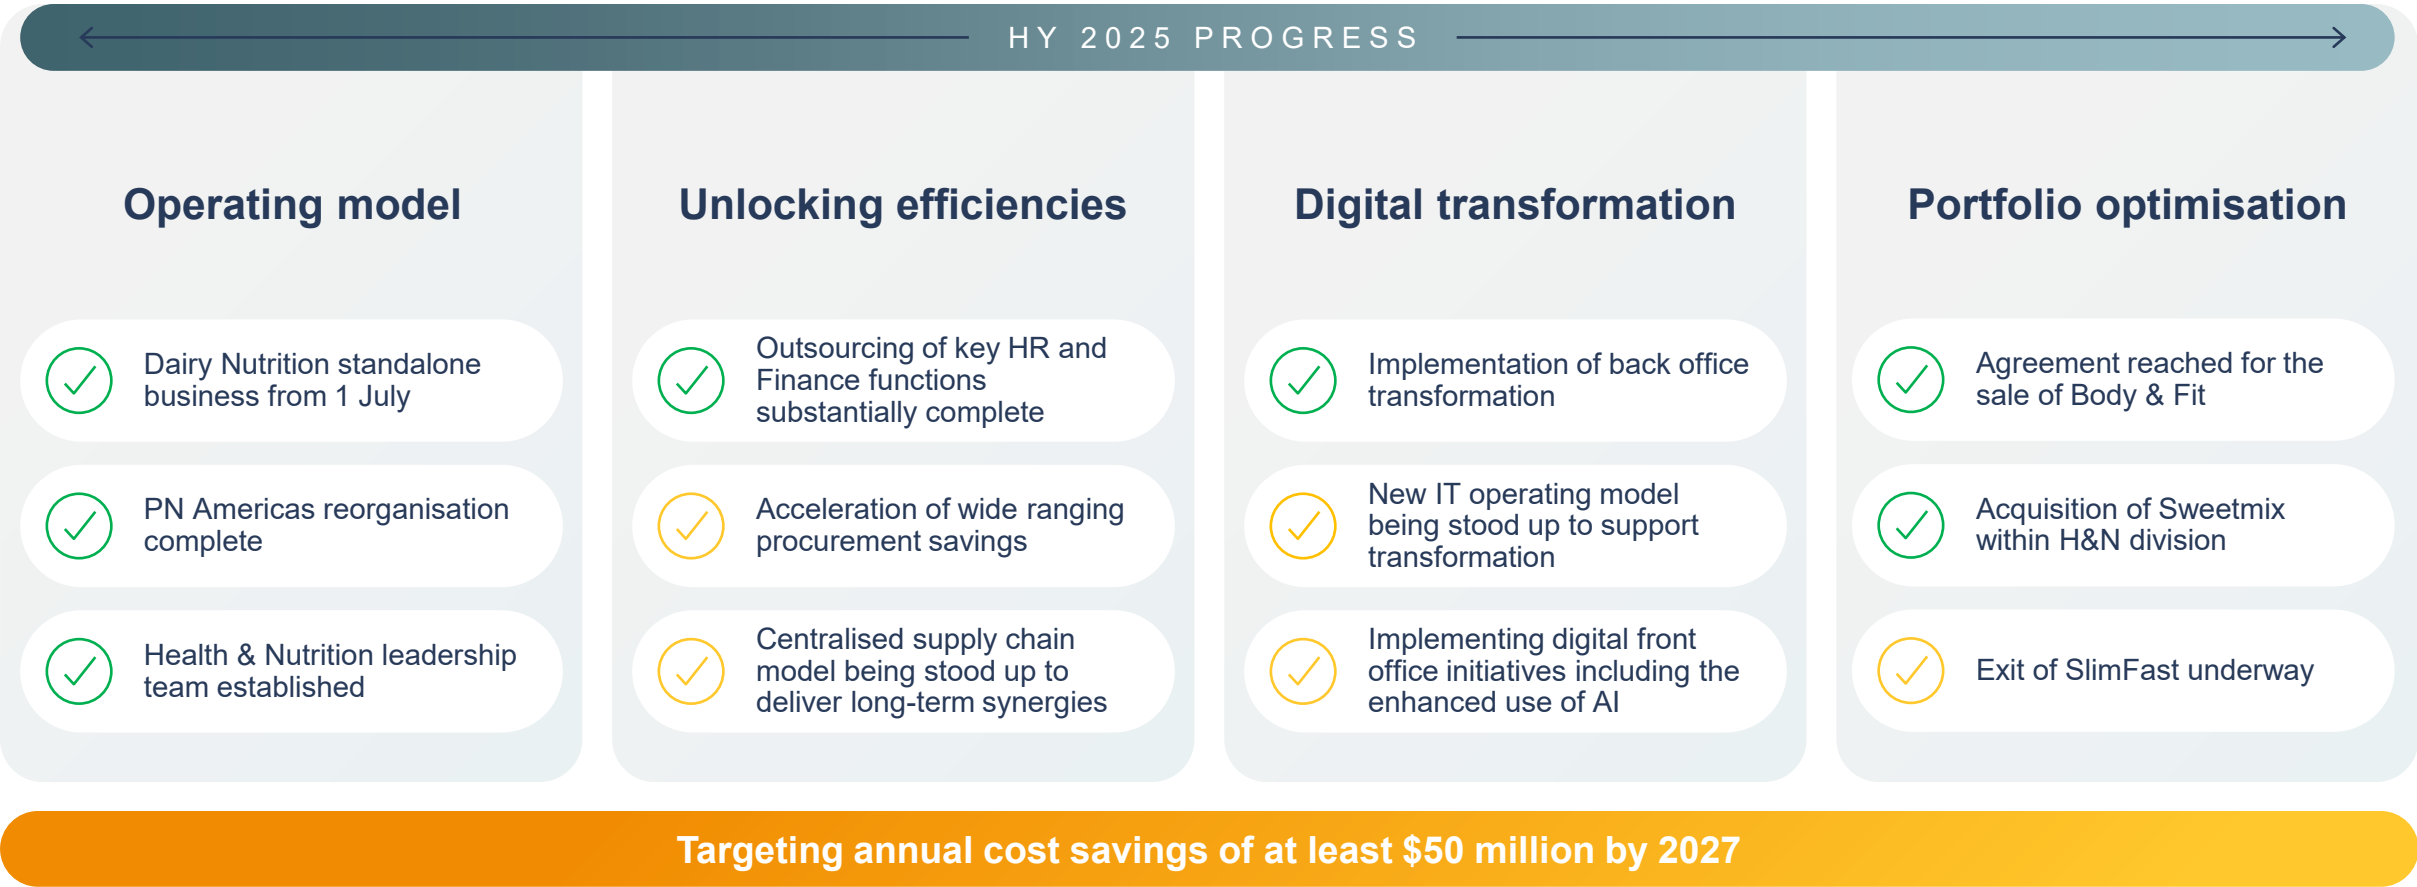 HY 2025 PROGRESS
Operating model
Dairy Nutrition standalone
business from 1 July
PN Americas reorganisation
complete
Health & Nutrition leadership
team established
Unlocking efficiencies
Outsourcing of key HR and
Finance functions
substantially complete
Acceleration of wide ranging
procurement savings
Centralised supply chain
model being stood up to
deliver long-term synergies
Digital transformation
Implementation of back office
transformation
New IT operating model
being stood up to support
transformation
Implementing digital front
office initiatives including the
enhanced use of AI
Portfolio optimisation
Agreement reached for the
sale of Body & Fit
Acquisition of Sweetmix
within H&N division
Exit of SlimFast underway
Targeting annual cost savings of at least $50 million by 2027